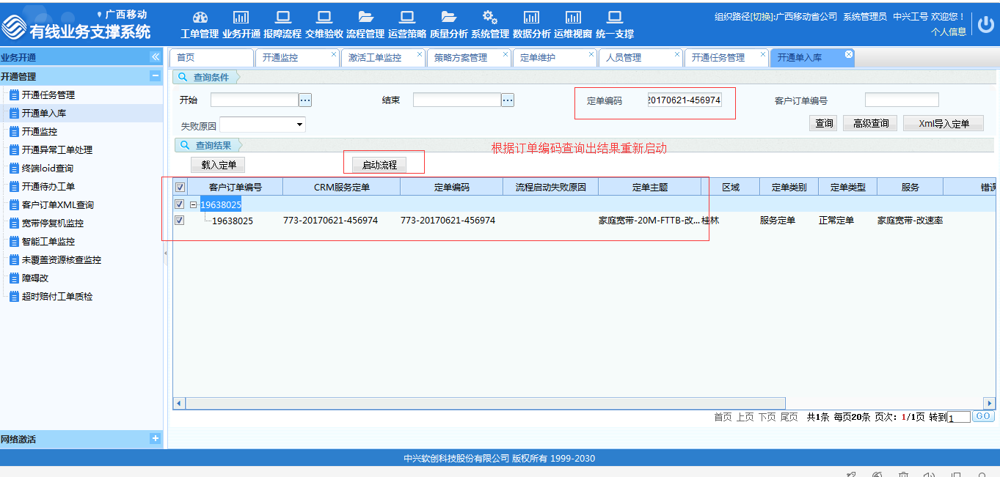 广西移动
有线业务支撑系统
工单管理 业务开通 报障流程 交维验收 流程管理 运营策略 质量分析 系统管理 数据分析 运维视窗 统一支撑
组织路径[切换]:广西移动省公司 系统管理员 中兴工号 欢迎您！
个人信息
业务开通
首页 开通监控 激活工单监控 策略方案管理 定单维护 人员管理 开通任务管理 开通单入库
开通管理
开通任务管理
开通单入库
开通监控
开通异常工单处理
终端loid查询
开通待办工单
客户订单XML查询
宽带停复机监控
智能工单监控
未覆盖资源核查监控
障碍改
超时赔付工单质检
网络激活
查询条件
开始 ... 结束 ... 定单编码 20170621-456974 客户订单编号
失败原因 查询 高级查询 Xml导入定单
查询结果
根据订单编码查询出结果重新启动
载入定单 启动流程
客户订单编号 CRM服务定单 定单编码 流程启动失败原因 定单主题 区域 定单类别 定单类型 服务
19638025
19638025 773-20170621-456974 773-20170621-456974 家庭宽带-20M-FTTB-改... 桂林 服务定单 正常定单 家庭宽带-改速率
首页 上页 下页 尾页 共1条 每页20条 页次：1/1页 转到 1 GO
中兴软创科技股份有限公司 版权所有 1999-2030